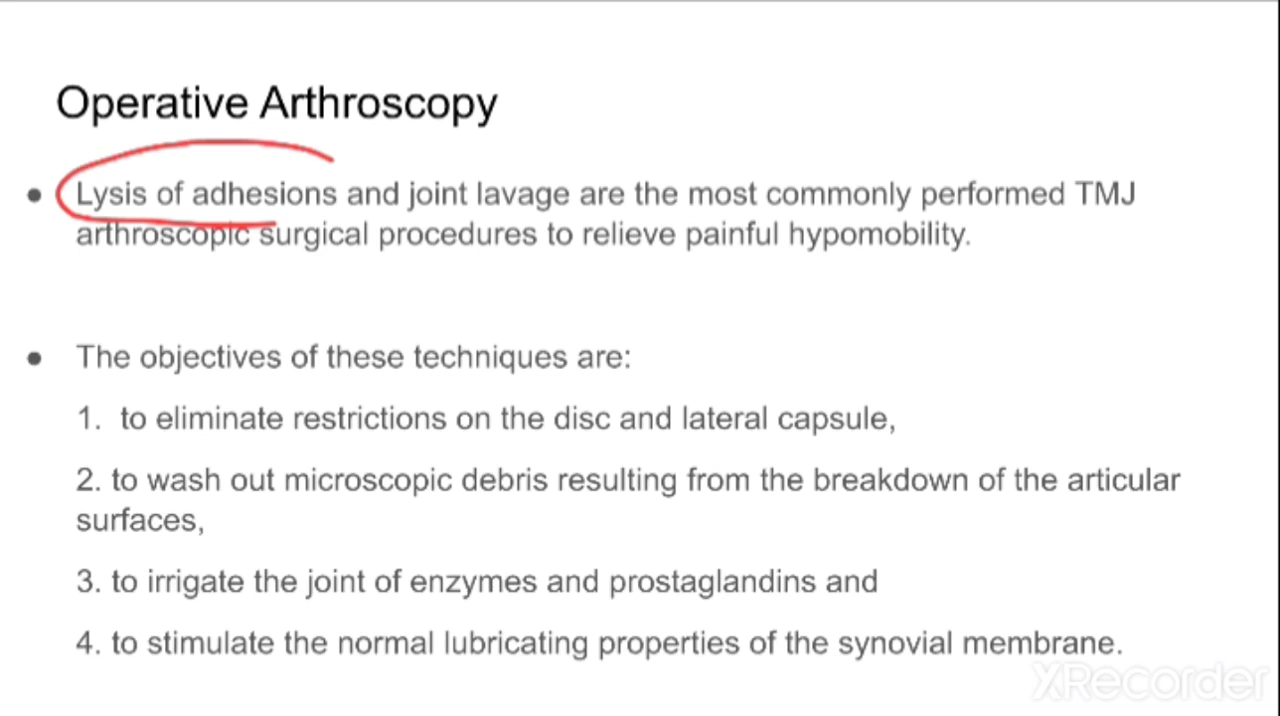 Operative Arthroscopy
● Lysis of adhesions and joint lavage are the most commonly performed TMJ
arthroscopic surgical procedures to relieve painful hypomobility.
● The objectives of these techniques are:
1. to eliminate restrictions on the disc and lateral capsule,
2. to wash out microscopic debris resulting from the breakdown of the articular
surfaces,
3. to irrigate the joint of enzymes and prostaglandins and
4. to stimulate the normal lubricating properties of the synovial membrane.
XRecorder